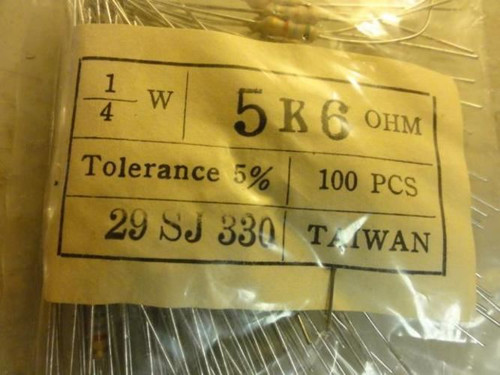 1/4 W 5K6 OHM
Tolerance 5% 100 PCS
29 SJ 330 TAIWAN